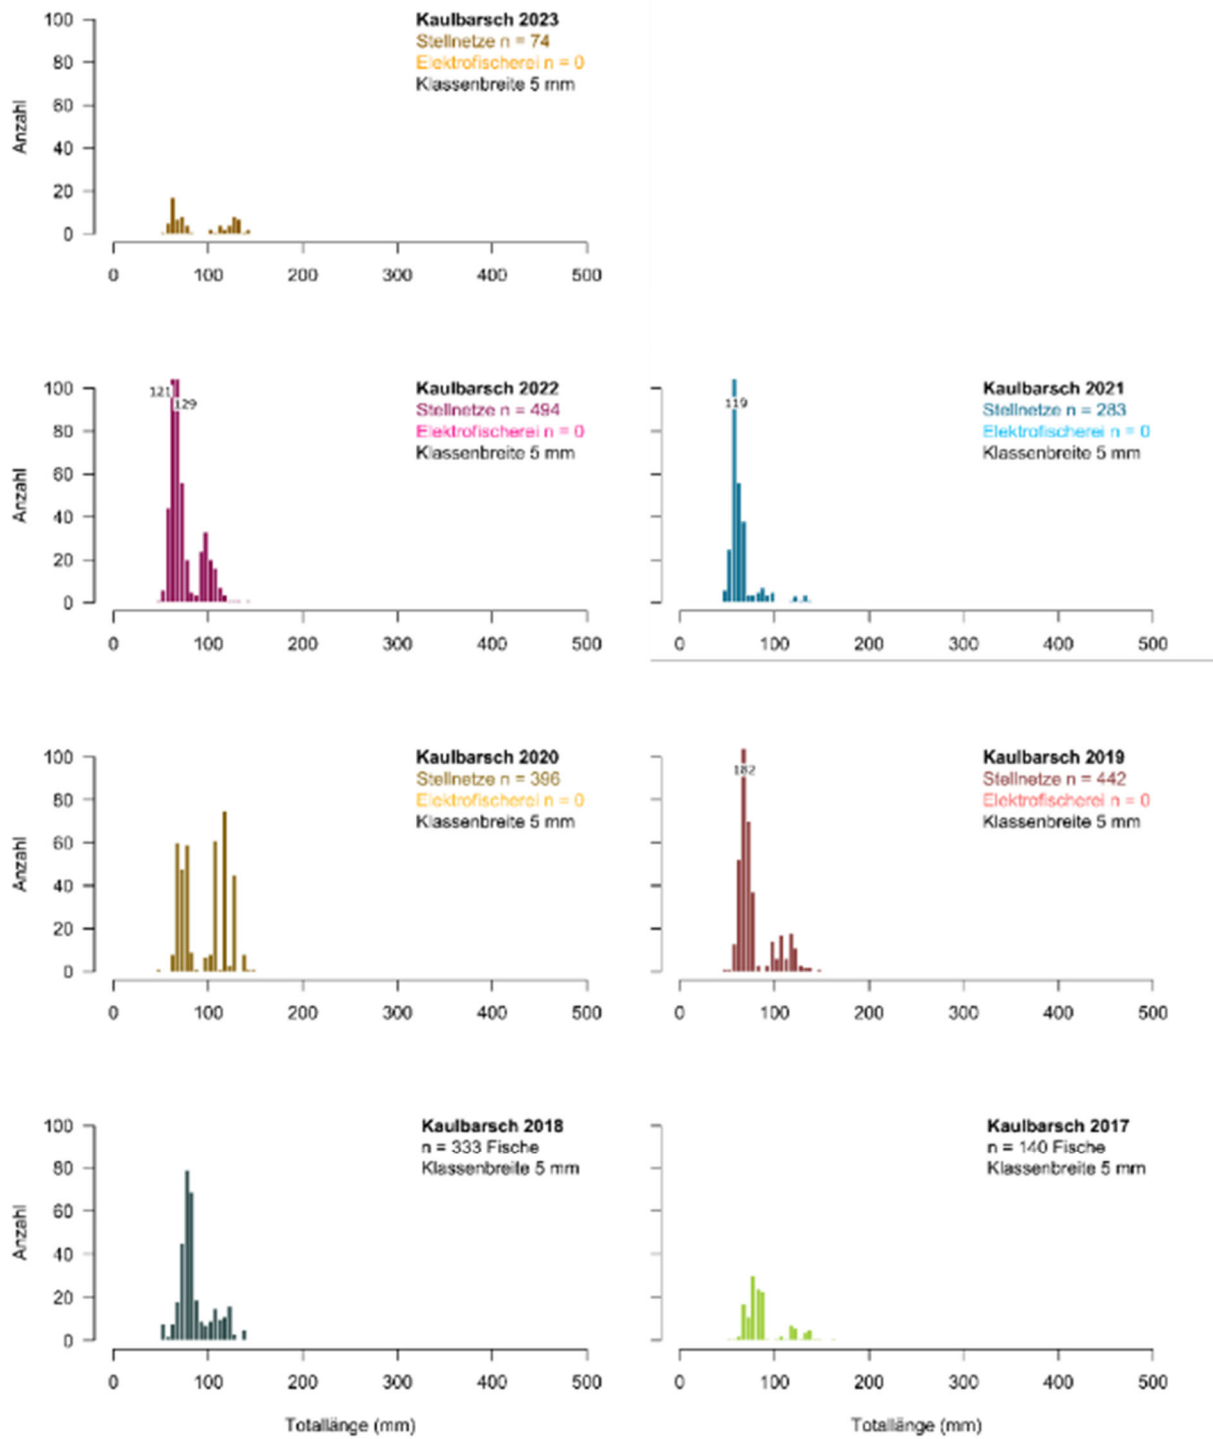 Kaulbarsch 2023
Stellnetze n = 74
Elektrofischerei n = 0
Klassenbreite 5 mm
Anzahl
100
80
60
40
20
0
0 100 200 300 400 500
Kaulbarsch 2022
Stellnetze n = 494
Elektrofischerei n = 0
Klassenbreite 5 mm
Anzahl
100
80
60
40
20
0
121
129
0 100 200 300 400 500
Kaulbarsch 2021
Stellnetze n = 283
Elektrofischerei n = 0
Klassenbreite 5 mm
119
0 100 200 300 400 500
Kaulbarsch 2020
Stellnetze n = 396
Elektrofischerei n = 0
Klassenbreite 5 mm
Anzahl
100
80
60
40
20
0
0 100 200 300 400 500
Kaulbarsch 2019
Stellnetze n = 442
Elektrofischerei n = 0
Klassenbreite 5 mm
182
0 100 200 300 400 500
Kaulbarsch 2018
n = 333 Fische
Klassenbreite 5 mm
Anzahl
100
80
60
40
20
0
0 100 200 300 400 500
Totallänge (mm)
Kaulbarsch 2017
n = 140 Fische
Klassenbreite 5 mm
0 100 200 300 400 500
Totallänge (mm)